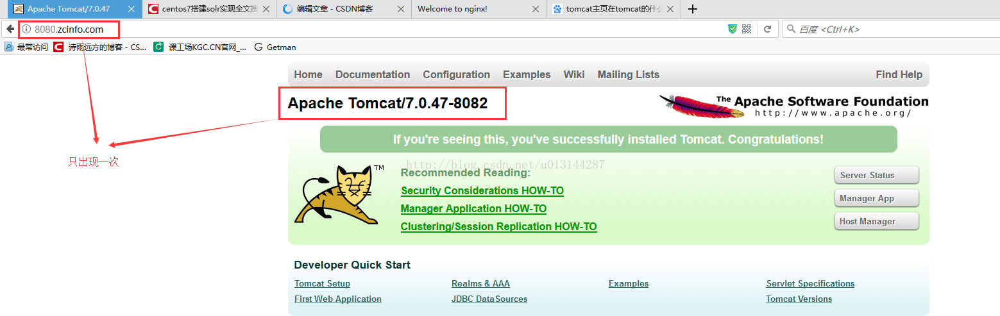 Apache Tomcat/7.0.47
centos7搭建solr实现全文搜
编辑文章 - CSDN博客
Welcome to nginx!
tomcat主页在tomcat的什么
8080.zcinfo.com
百度 <Ctrl+K>
最常访问 诗雨远方的博客 - CS... 课工场KGC.CN官网_... Getman
Home Documentation Configuration Examples Wiki Mailing Lists Find Help
Apache Tomcat/7.0.47-8082
The Apache Software Foundation
http://www.apache.org/
If you're seeing this, you've successfully installed Tomcat. Congratulations!
只出现一次
http://blog.csdn.net/u013144287
TM
Recommended Reading:
Security Considerations HOW-TO
Manager Application HOW-TO
Clustering/Session Replication HOW-TO
Server Status
Manager App
Host Manager
Developer Quick Start
Tomcat Setup Realms & AAA Examples Servlet Specifications
First Web Application JDBC DataSources Tomcat Versions